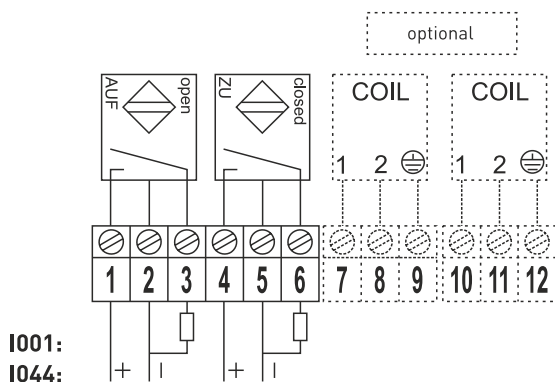 optional
AUF open
ZU closed
COIL
COIL
1 2
1 2
1 2 3 4 5 6 7 8 9 10 11 12
I001:
I044:
+ − + −